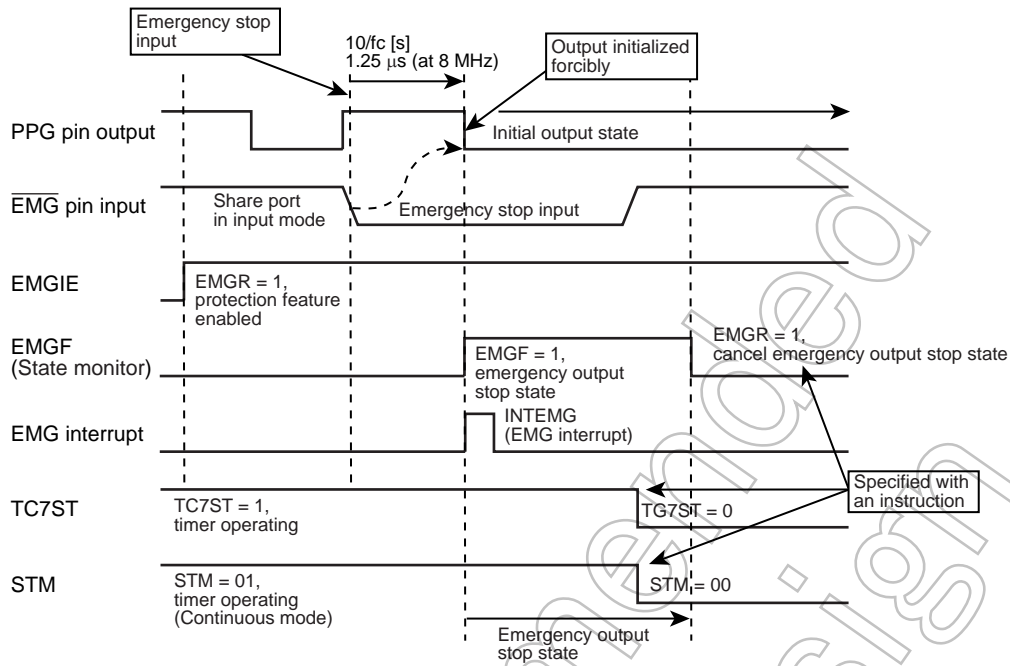 Emergency stop
input
10/fc [s]
1.25 μs (at 8 MHz)
Output initialized
forcibly
PPG pin output
Initial output state
EMG pin input
Share port
in input mode
Emergency stop input
EMGIE
EMGR = 1,
protection feature
enabled
EMGF
(State monitor)
EMGF = 1,
emergency output
stop state
EMGR = 1,
cancel emergency output stop state
EMG interrupt
INTEMG
(EMG interrupt)
Specified with
an instruction
TC7ST
TC7ST = 1,
timer operating
TG7ST = 0
STM
STM = 01,
timer operating
(Continuous mode)
STM = 00
Emergency output
stop state